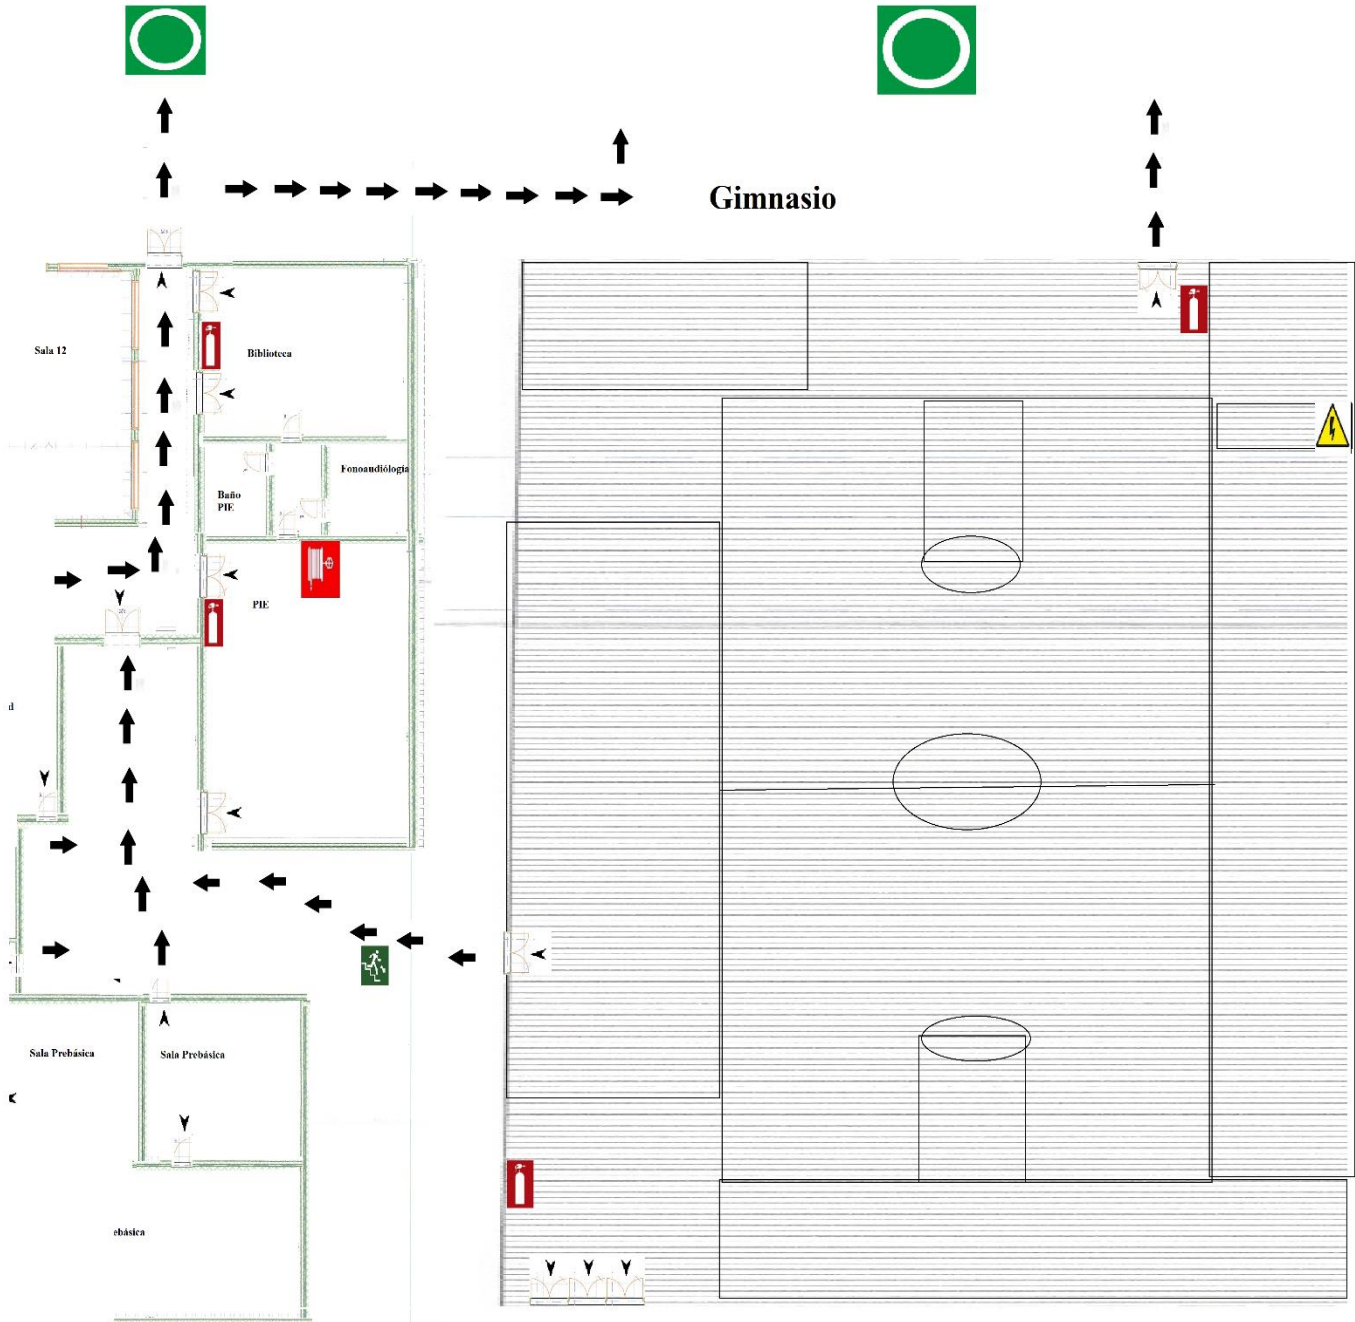 Gimnasio
Sala 12
Biblioteca
Fonoaudiología
Baño
PIE
PIE
d
Sala Prebásica
Sala Prebásica
ebásica